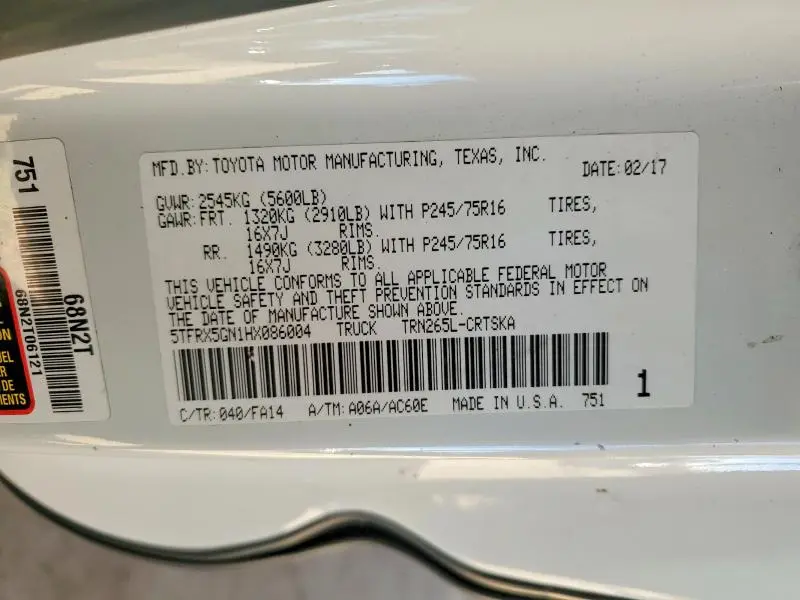 MFD.BY:TOYOTA MOTOR MANUFACTURING, TEXAS, INC. DATE:02/17
GVWR:2545KG (5600LB)
GAWR:FRT. 1320KG (2910LB) WITH P245/75R16 TIRES,
16X7J RIMS.
RR. 1490KG (3280LB) WITH P245/75R16 TIRES,
16X7J RIMS.
THIS VEHICLE CONFORMS TO ALL APPLICABLE FEDERAL MOTOR
VEHICLE SAFETY AND THEFT PREVENTION STANDARDS IN EFFECT ON
THE DATE OF MANUFACTURE SHOWN ABOVE.
5TFRX5GN1HX086004 TRUCK TRN265L-CRTSKA
1
C/TR:040/FA14 A/TM:A06A/AC60E MADE IN U.S.A. 751
751
68N2T
68N2T06121